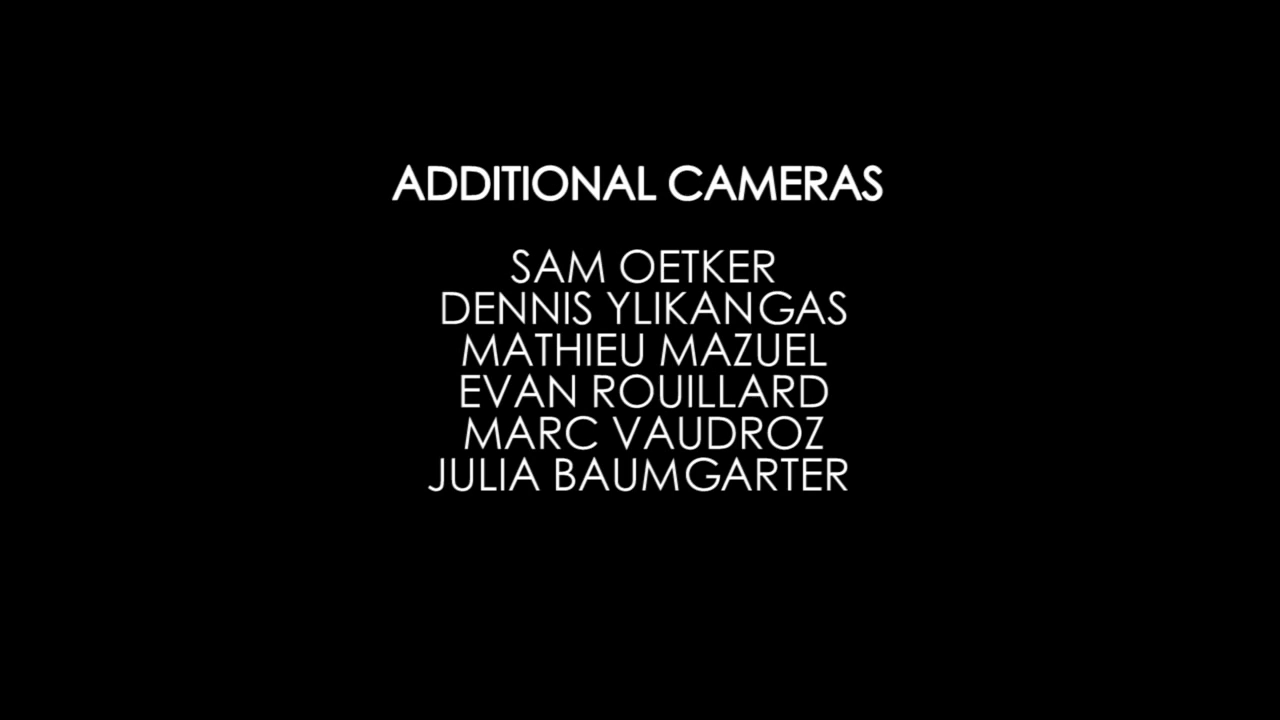 ADDITIONAL CAMERAS
SAM OETKER
DENNIS YLIKANGAS
MATHIEU MAZUEL
EVAN ROUILLARD
MARC VAUDROZ
JULIA BAUMGARTER